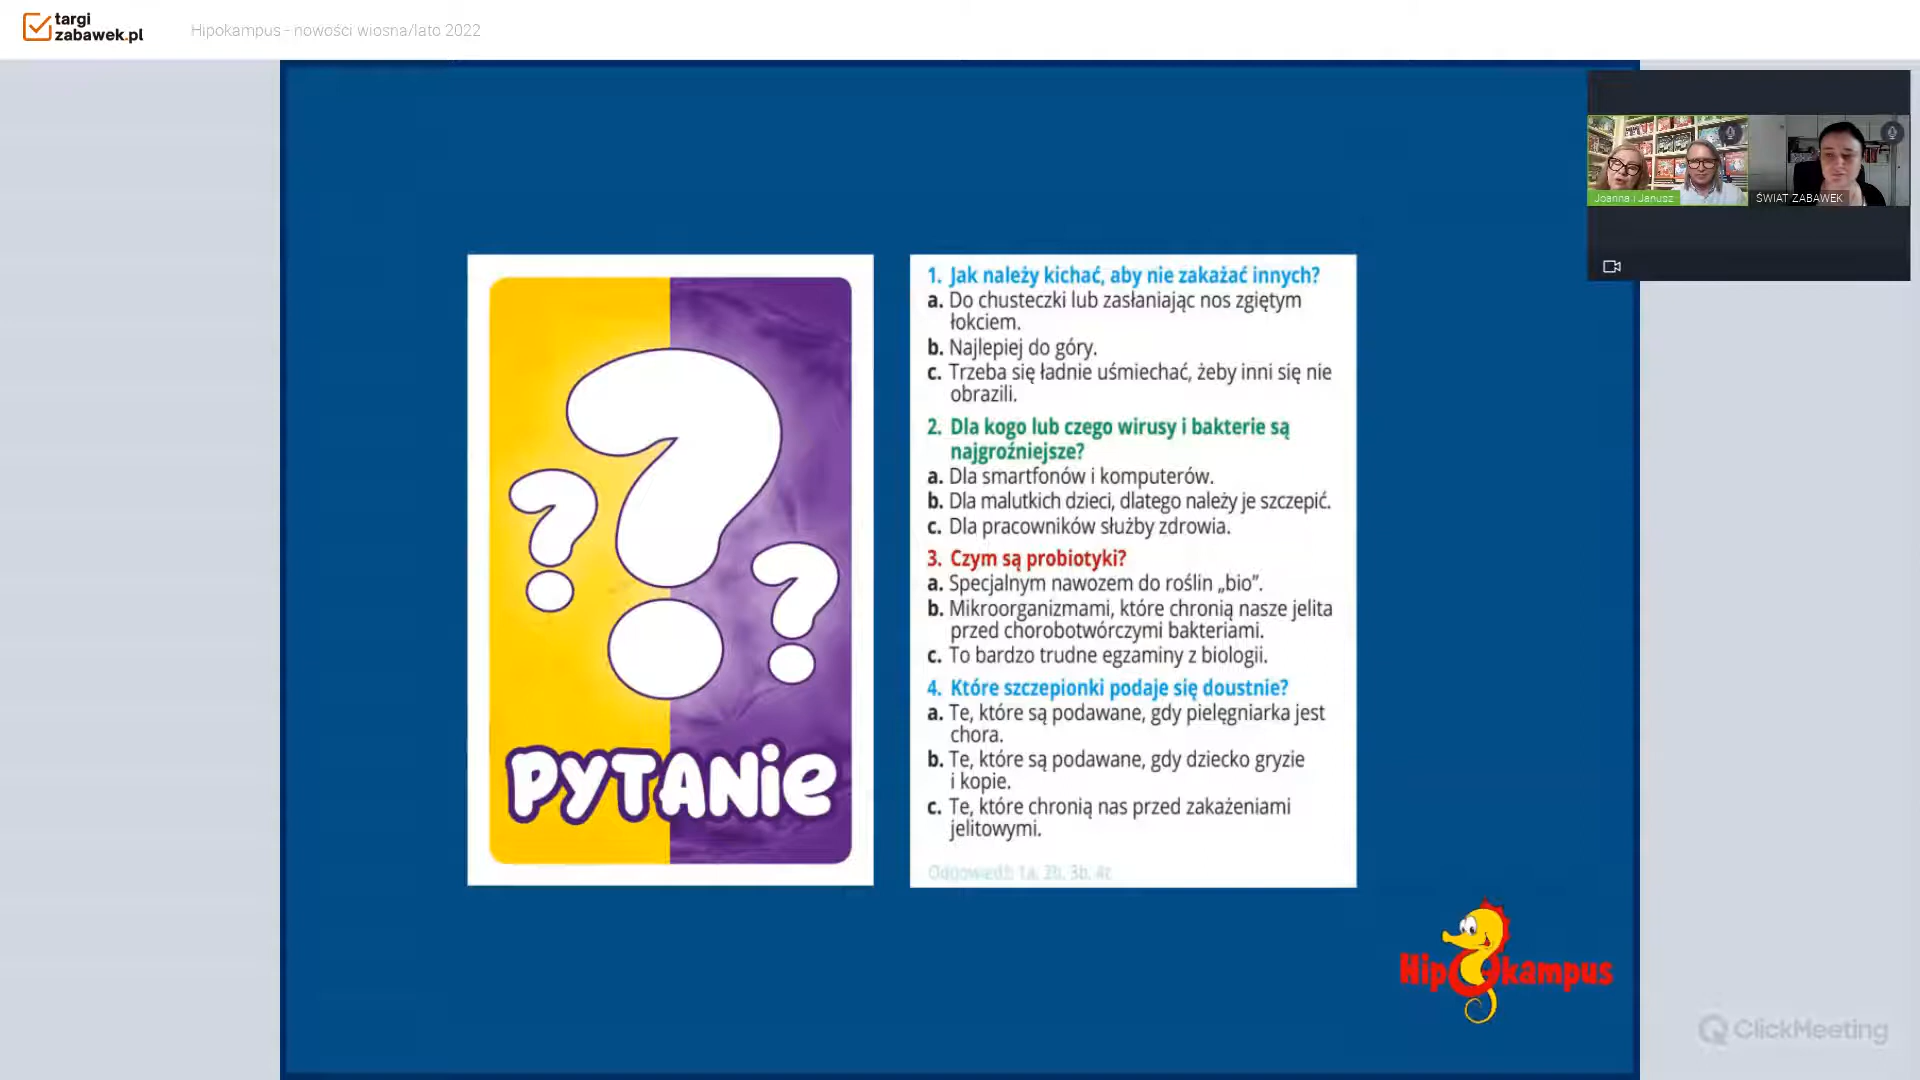 targi
zabawek.pl
Hipokampus - nowości wiosna/lato 2022
Joanna i Janusz
ŚWIAT ZABAWEK
PYTANiE
1. Jak należy kichać, aby nie zakażać innych?
a. Do chusteczki lub zasłaniając nos zgiętym
łokciem.
b. Najlepiej do góry.
c. Trzeba się ładnie uśmiechać, żeby inni się nie
obrazili.
2. Dla kogo lub czego wirusy i bakterie są
najgroźniejsze?
a. Dla smartfonów i komputerów.
b. Dla malutkich dzieci, dlatego należy je szczepić.
c. Dla pracowników służby zdrowia.
3. Czym są probiotyki?
a. Specjalnym nawozem do roślin „bio”.
b. Mikroorganizmami, które chronią nasze jelita
przed chorobotwórczymi bakteriami.
c. To bardzo trudne egzaminy z biologii.
4. Które szczepionki podaje się doustnie?
a. Te, które są podawane, gdy pielęgniarka jest
chora.
b. Te, które są podawane, gdy dziecko gryzie
i kopie.
c. Te, które chronią nas przed zakażeniami
jelitowymi.
Odpowiedź: 1a, 2b, 3b, 4c
Hipokampus
ClickMeeting